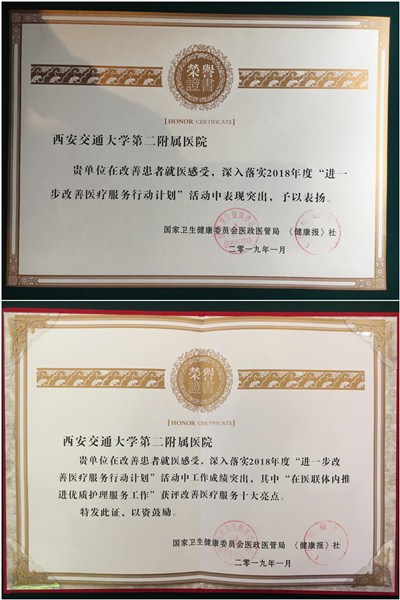 榮譽
證書
[HONOR CERTIFICATE]
西安交通大学第二附属医院
贵单位在改善患者就医感受,深入落实2018年度“进一
步改善医疗服务行动计划”活动中表现突出,予以表扬。
国家卫生健康委员会医政医管局 《健康报》社
二零一九年一月
榮譽
證書
[HONOR CERTIFICATE]
西安交通大学第二附属医院
贵单位在改善患者就医感受,深入落实2018年度“进一步改
善医疗服务行动计划”活动中工作成绩突出,其中“在医联体内推
进优质护理服务工作”获评改善医疗服务十大亮点。
特发此证,以资鼓励。
国家卫生健康委员会医政医管局 《健康报》社
二零一九年一月